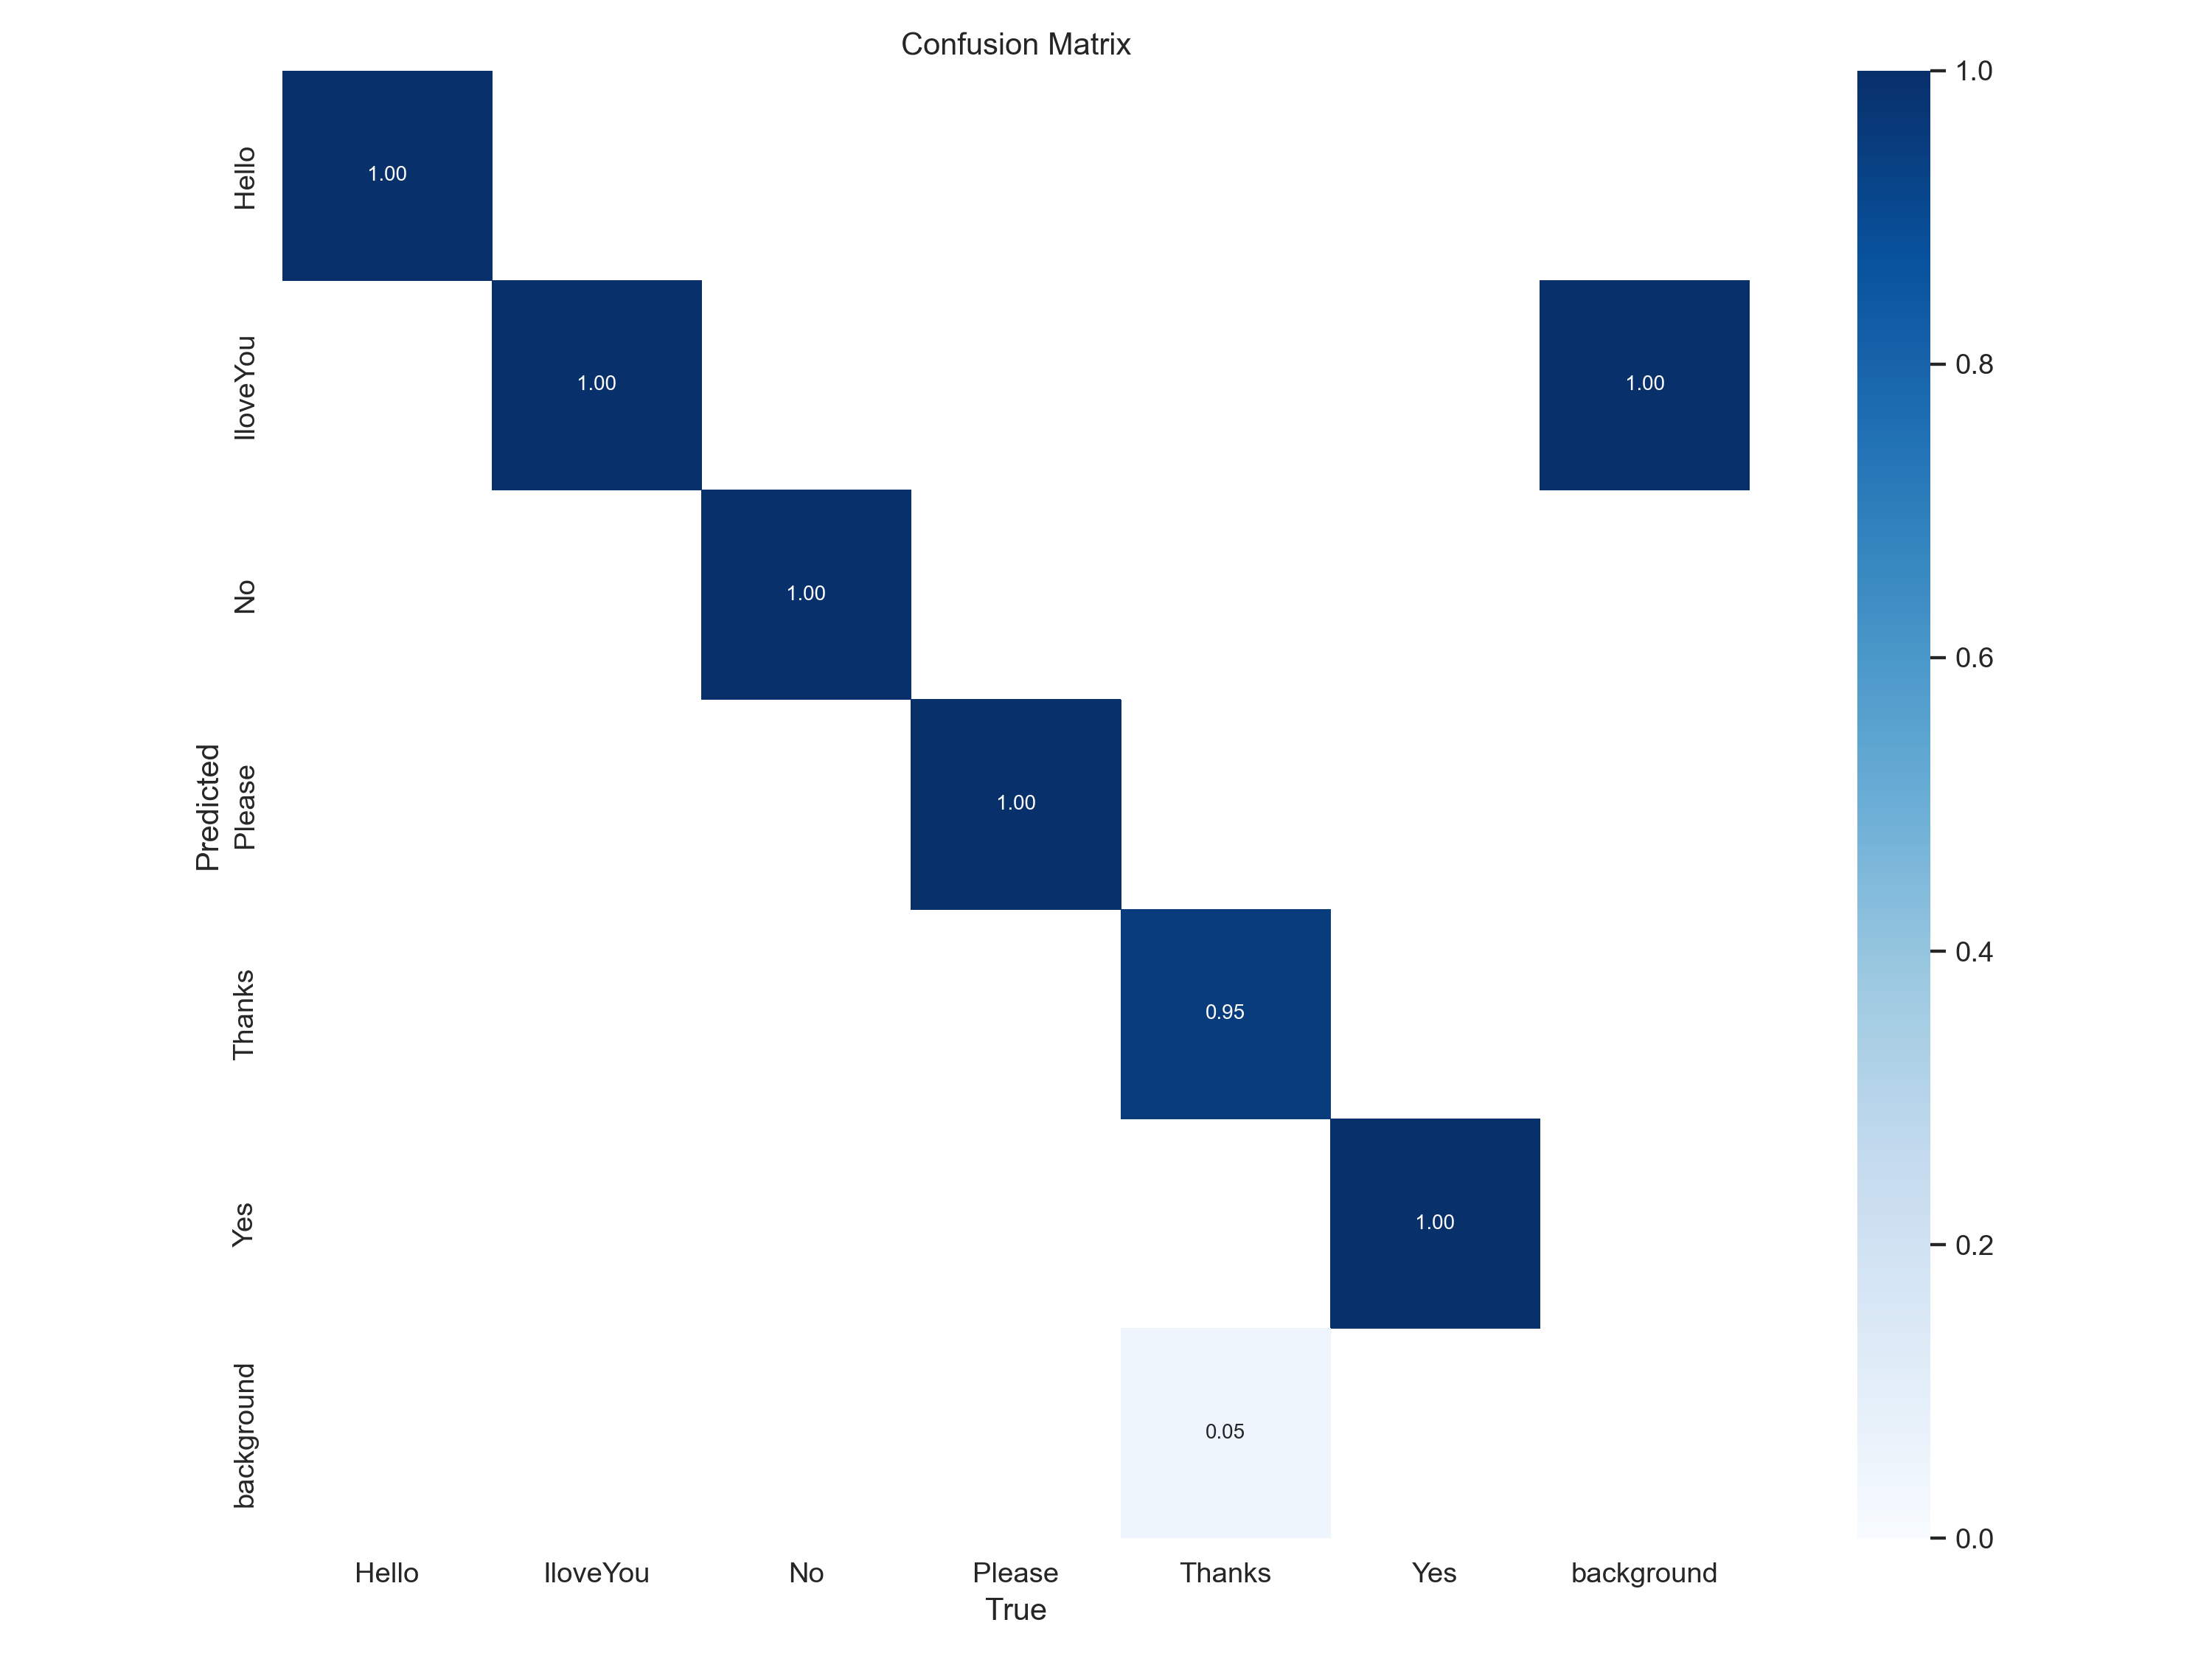 Confusion Matrix
1.0
Hello
1.00
IloveYou
1.00
1.00
0.8
No
1.00
0.6
Predicted
Please
1.00
0.4
Thanks
0.95
Yes
1.00
0.2
background
0.05
0.0
Hello IloveYou No Please Thanks Yes background
True